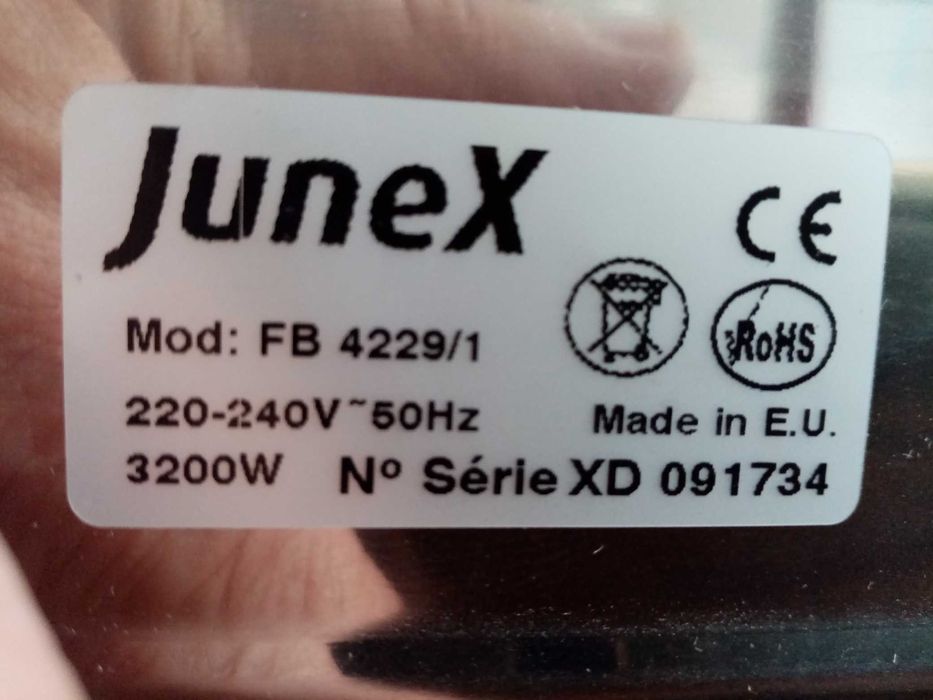 JuneX
CE
Mod: FB 4229/1
RoHS
220-240V~50Hz
Made in E.U.
3200W
Nº Série XD 091734